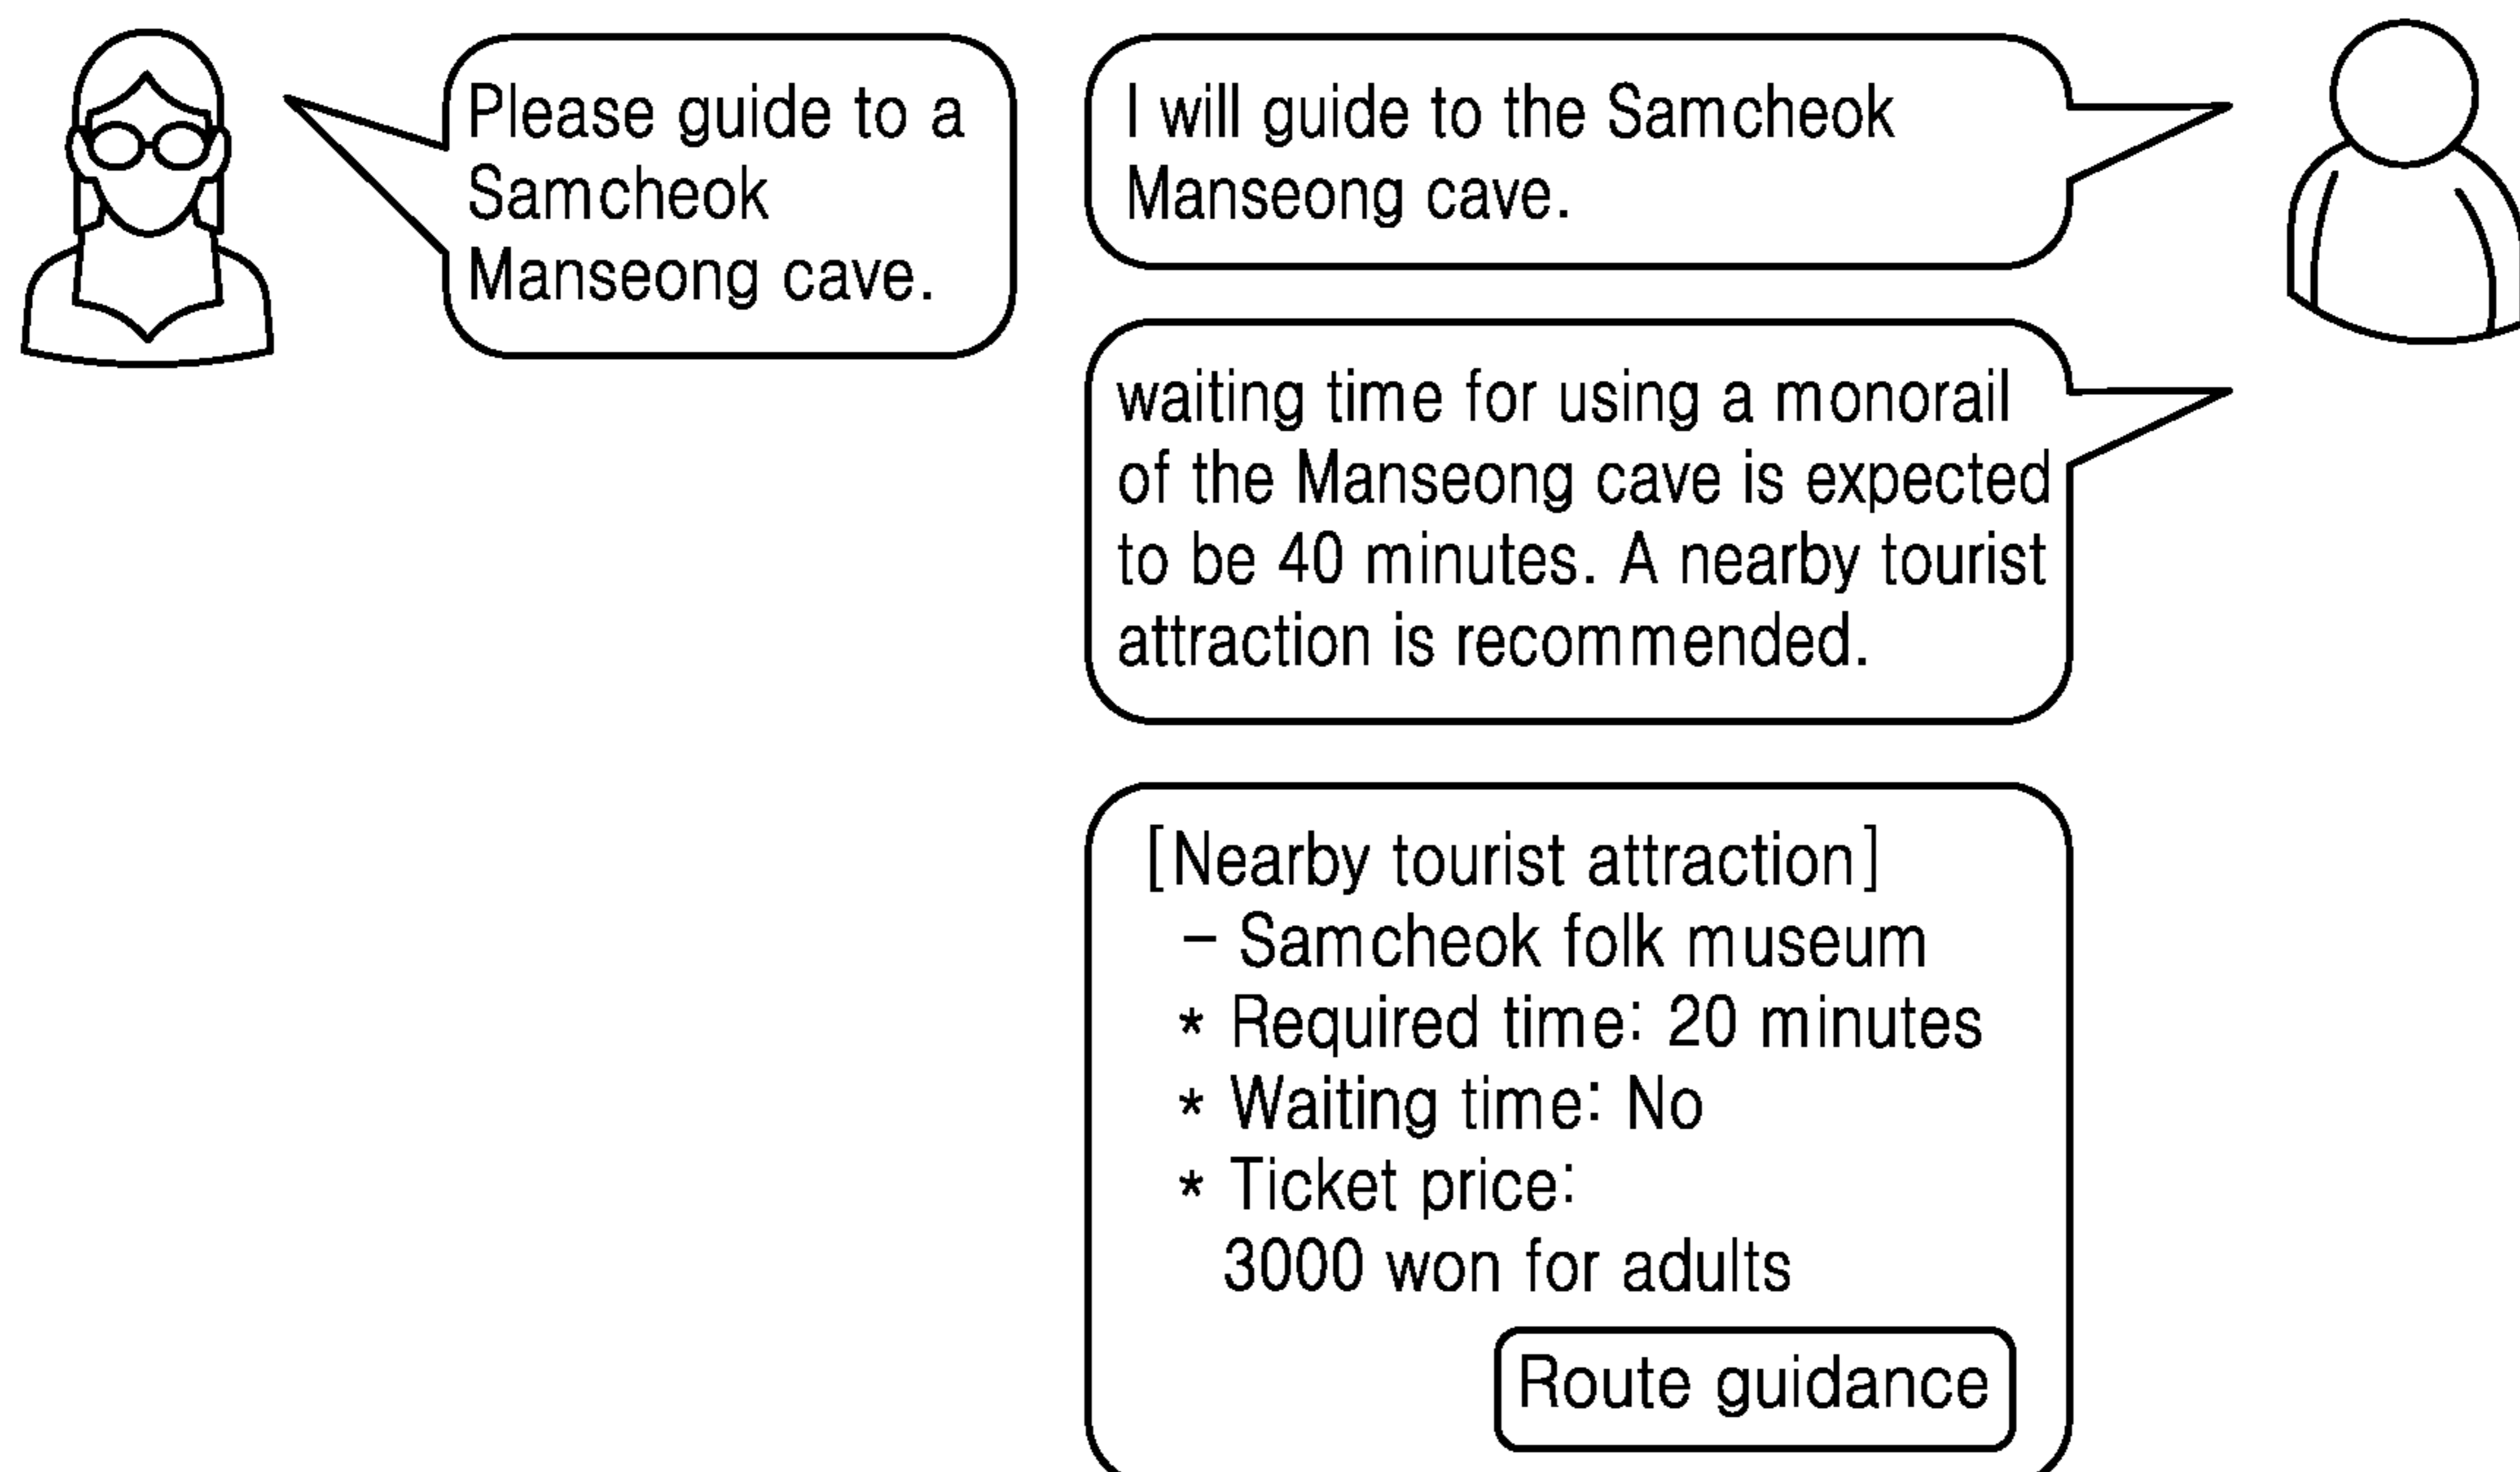 Please guide to a
Samcheok
Manseong cave.
I will guide to the Samcheok
Manseong cave.
waiting time for using a monorail
of the Manseong cave is expected
to be 40 minutes. A nearby tourist
attraction is recommended.
[Nearby tourist attraction]
– Samcheok folk museum
* Required time: 20 minutes
* Waiting time: No
* Ticket price:
3000 won for adults
Route guidance